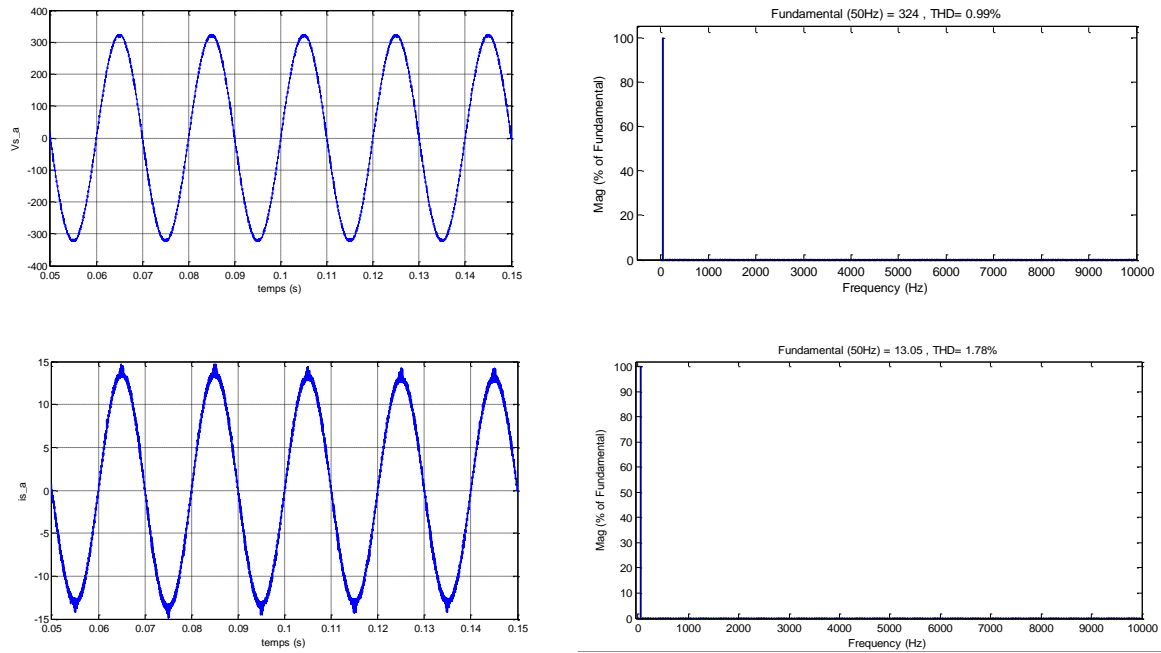 400
300
200
100
0
-100
-200
-300
-400
Vs_a
0.05 0.06 0.07 0.08 0.09 0.1 0.11 0.12 0.13 0.14 0.15
temps (s)
Fundamental (50Hz) = 324 , THD= 0.99%
100
80
60
40
20
0
Mag (% of Fundamental)
0 1000 2000 3000 4000 5000 6000 7000 8000 9000 10000
Frequency (Hz)
15
10
5
0
-5
-10
-15
is_a
0.05 0.06 0.07 0.08 0.09 0.1 0.11 0.12 0.13 0.14 0.15
temps (s)
Fundamental (50Hz) = 13.05 , THD= 1.78%
100
90
80
70
60
50
40
30
20
10
0
Mag (% of Fundamental)
0 1000 2000 3000 4000 5000 6000 7000 8000 9000 10000
Frequency (Hz)